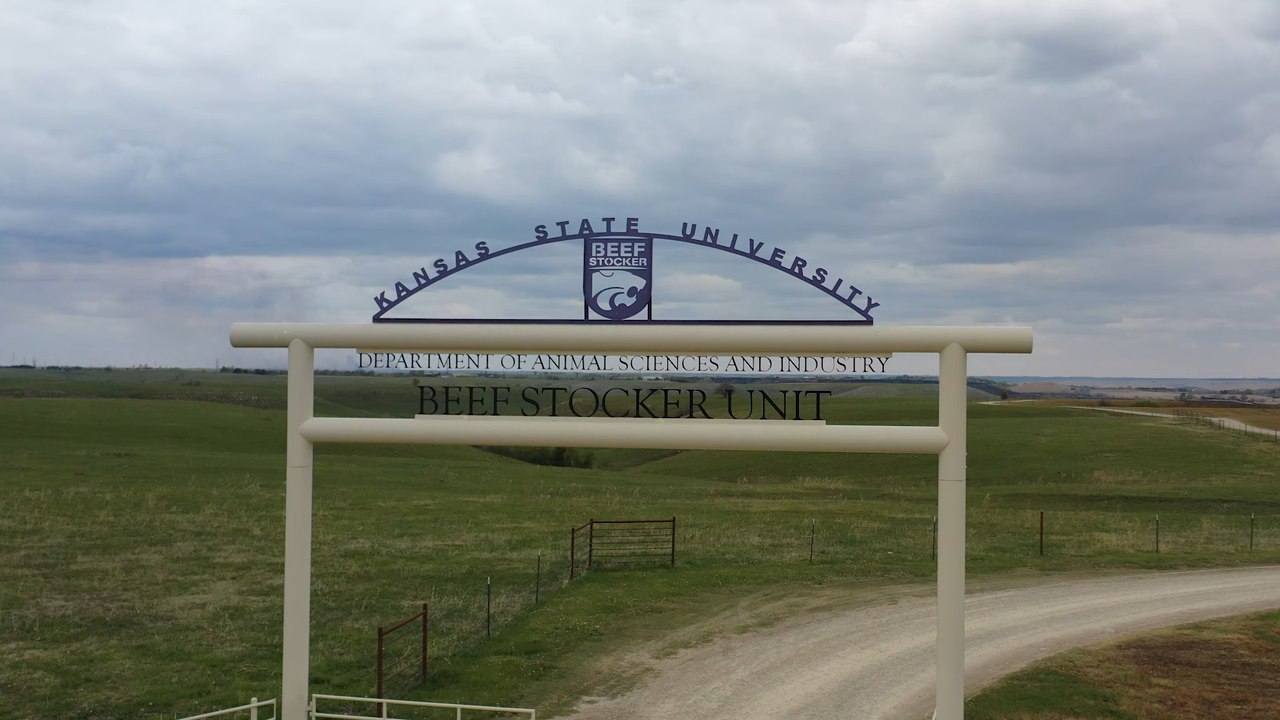 KANSAS STATE UNIVERSITY
BEEF
STOCKER
DEPARTMENT OF ANIMAL SCIENCES AND INDUSTRY
BEEF STOCKER UNIT